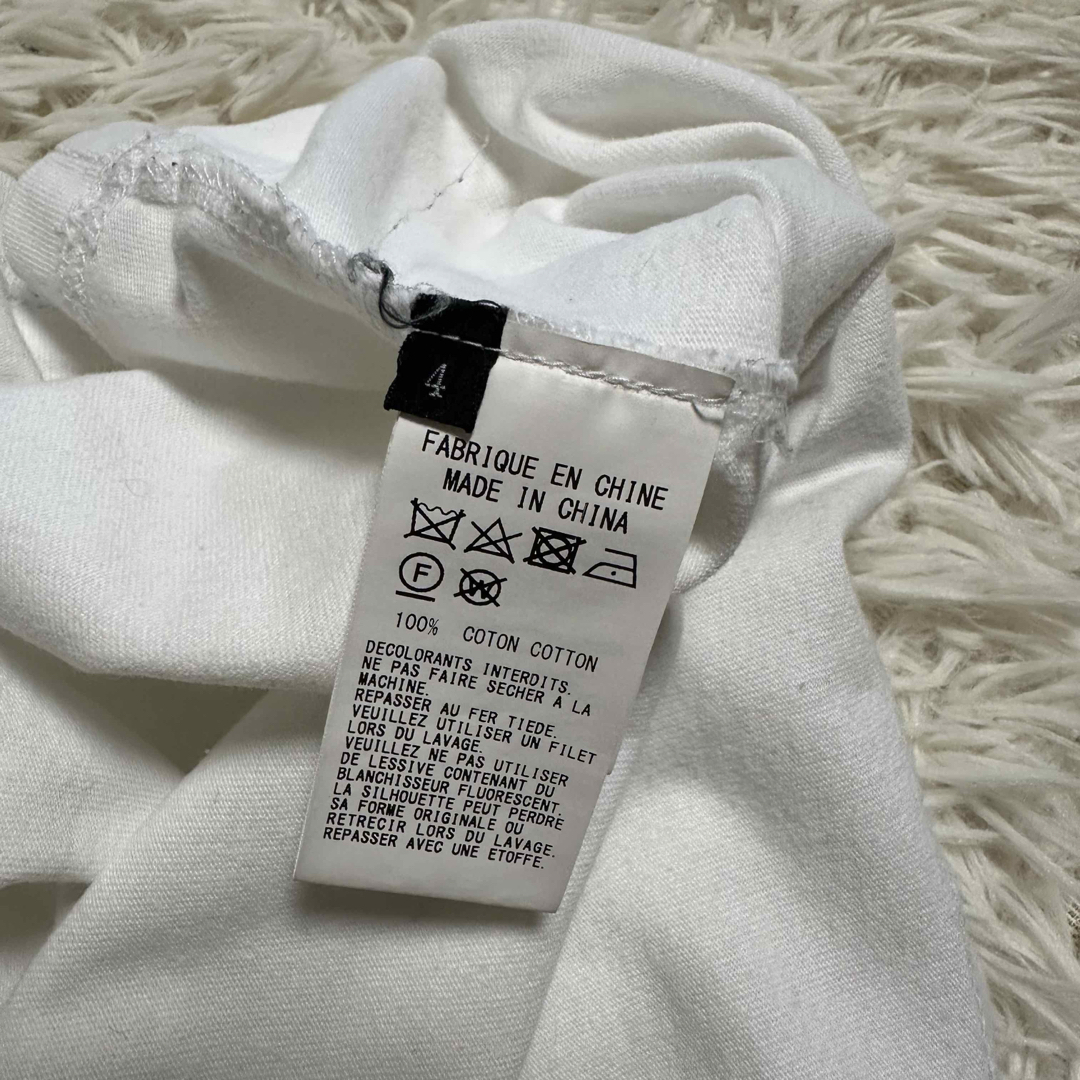 4
FABRIQUE EN CHINE
MADE IN CHINA
F W
100% COTON COTTON
DECOLORANTS INTERDITS.
NE PAS FAIRE SECHER A LA
MACHINE.
REPASSER AU FER TIEDE.
VEUILLEZ UTILISER UN FILET
LORS DU LAVAGE.
VEUILLEZ NE PAS UTILISER
DE LESSIVE CONTENANT DU
BLANCHISSEUR FLUORESCENT.
LA SILHOUETTE PEUT PERDRE
SA FORME ORIGINALE OU
RETRECIR LORS DU LAVAGE.
REPASSER AVEC UNE ETOFFE.